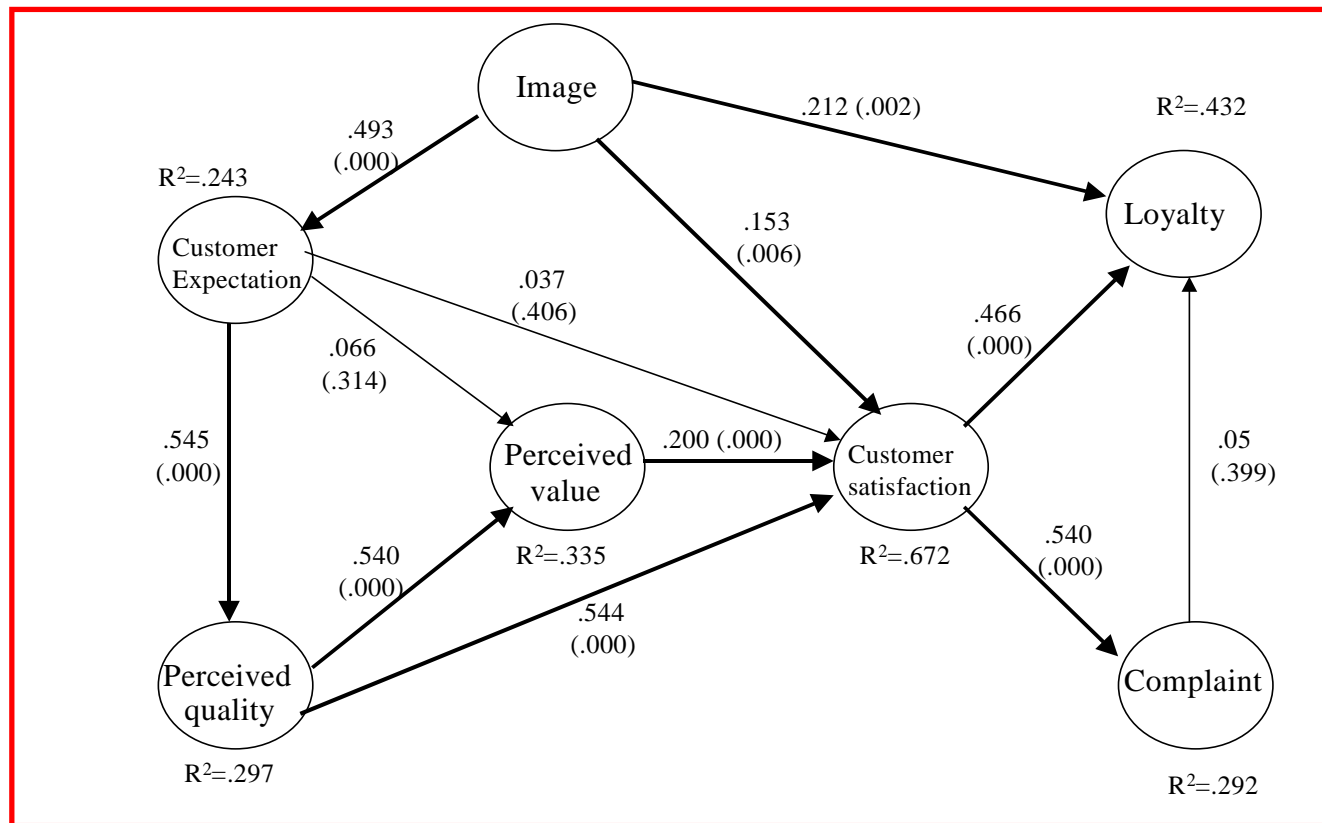 Image
.212 (.002)
R²=.432
.493
(.000)
R²=.243
Loyalty
.153
(.006)
Customer
Expectation
.037
(.406)
.466
(.000)
.066
(.314)
.545
(.000)
.200 (.000)
.05
(.399)
Perceived
value
Customer
satisfaction
R²=.335
R²=.672
.540
(.000)
.540
(.000)
.544
(.000)
Perceived
quality
Complaint
R²=.297
R²=.292